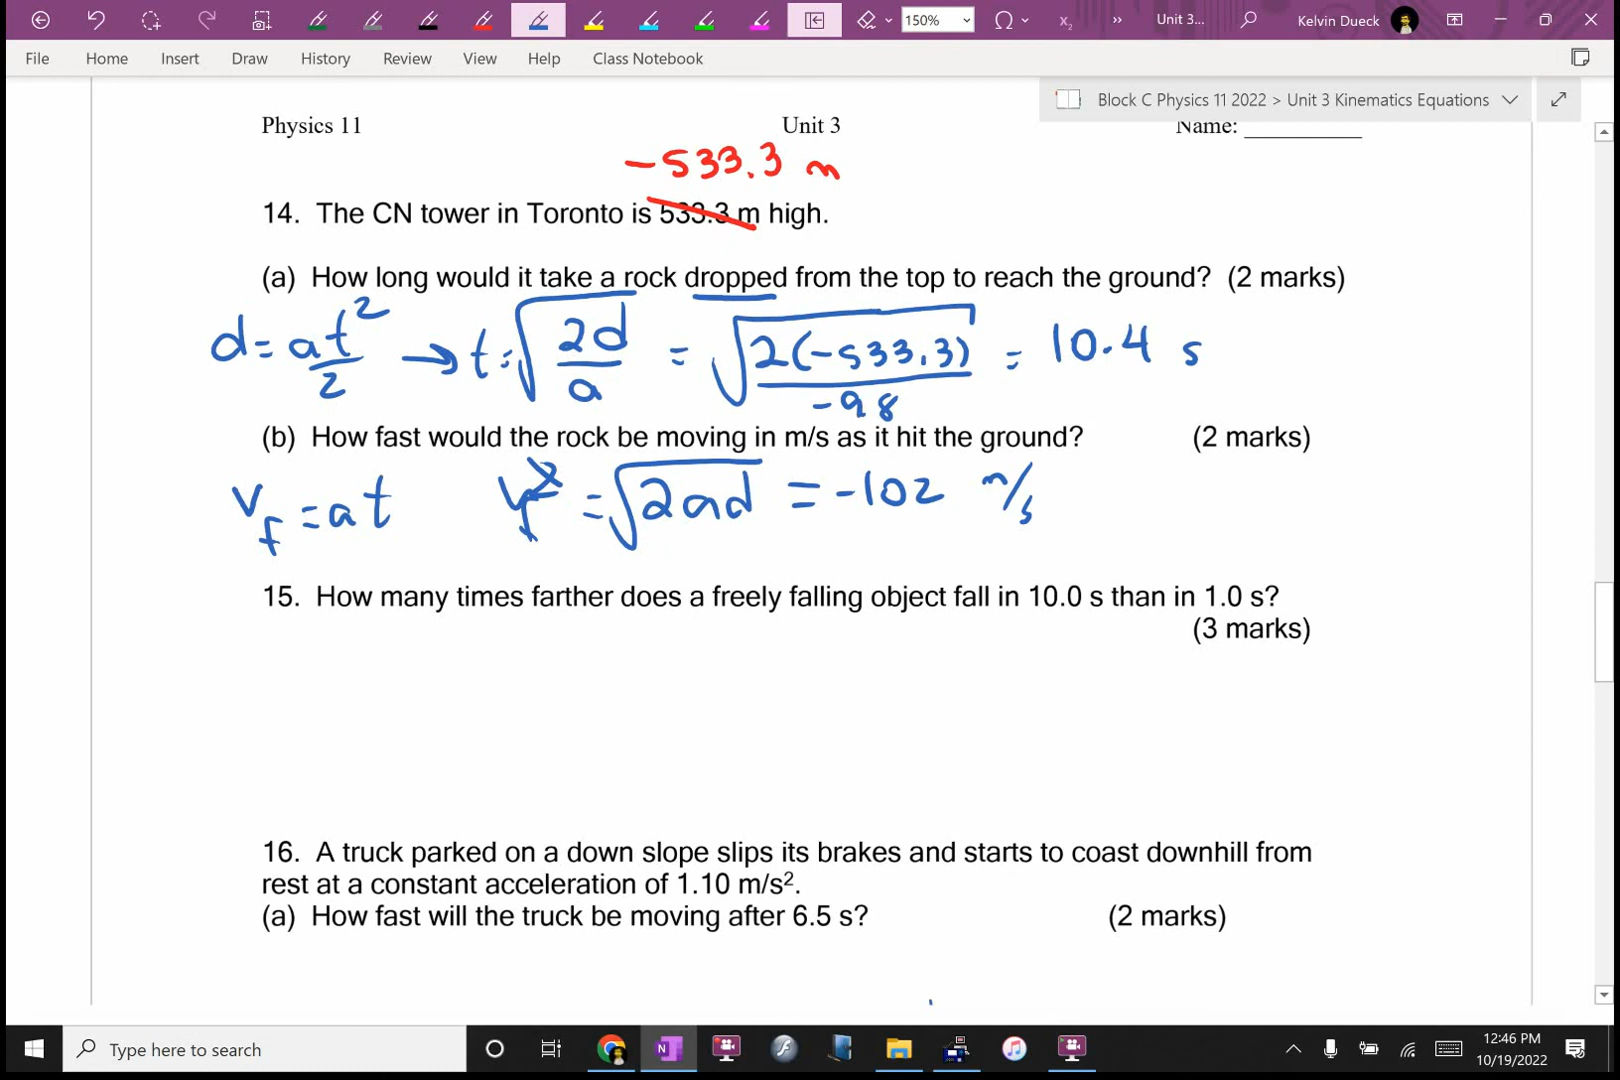 150%
x₂
Unit 3...
Kelvin Dueck
File Home Insert Draw History Review View Help Class Notebook
Block C Physics 11 2022 > Unit 3 Kinematics Equations
Physics 11 Unit 3 Name: __________
-533.3 m
14. The CN tower in Toronto is 533.3 m high.
(a) How long would it take a rock dropped from the top to reach the ground? (2 marks)
d = at²/2 → t = √(2d/a) = √(2(-533.3)/-9.8) = 10.4 s
(b) How fast would the rock be moving in m/s as it hit the ground? (2 marks)
v_f = at v_f² = √2ad = -102 m/s
15. How many times farther does a freely falling object fall in 10.0 s than in 1.0 s?
(3 marks)
16. A truck parked on a down slope slips its brakes and starts to coast downhill from
rest at a constant acceleration of 1.10 m/s².
(a) How fast will the truck be moving after 6.5 s? (2 marks)
Type here to search
12:46 PM
10/19/2022